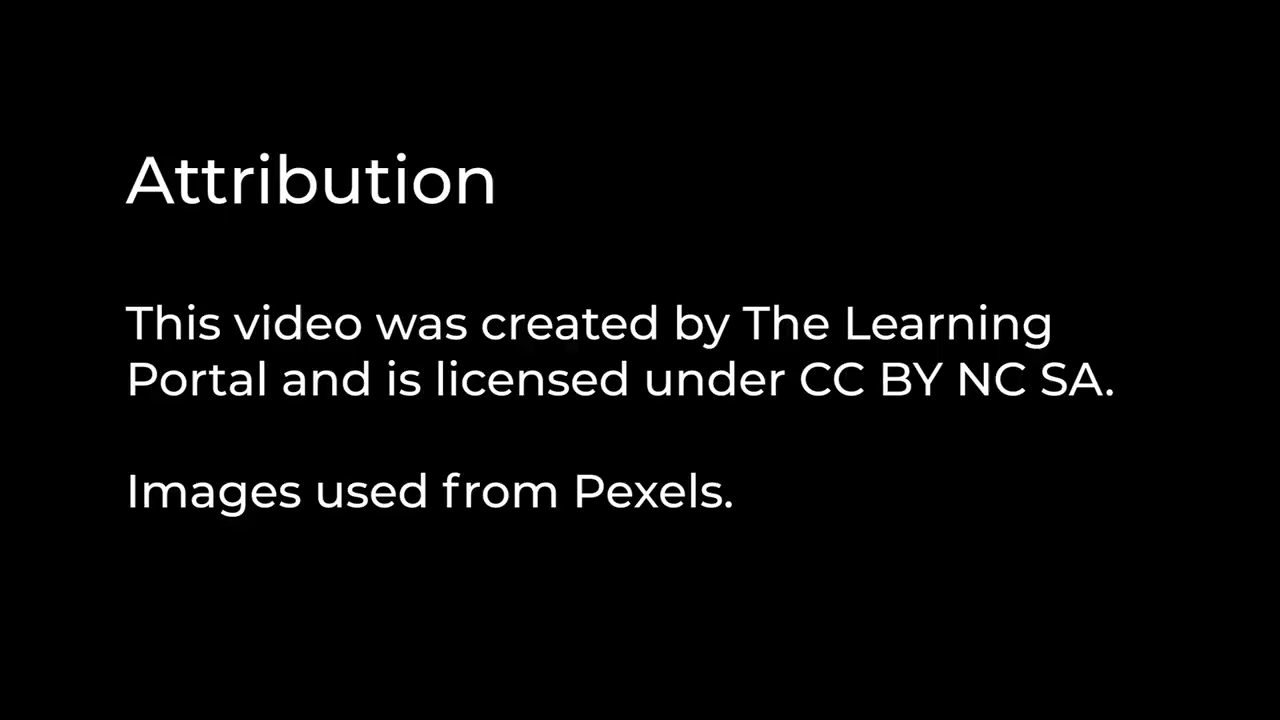 Attribution
This video was created by The Learning
Portal and is licensed under CC BY NC SA.
Images used from Pexels.